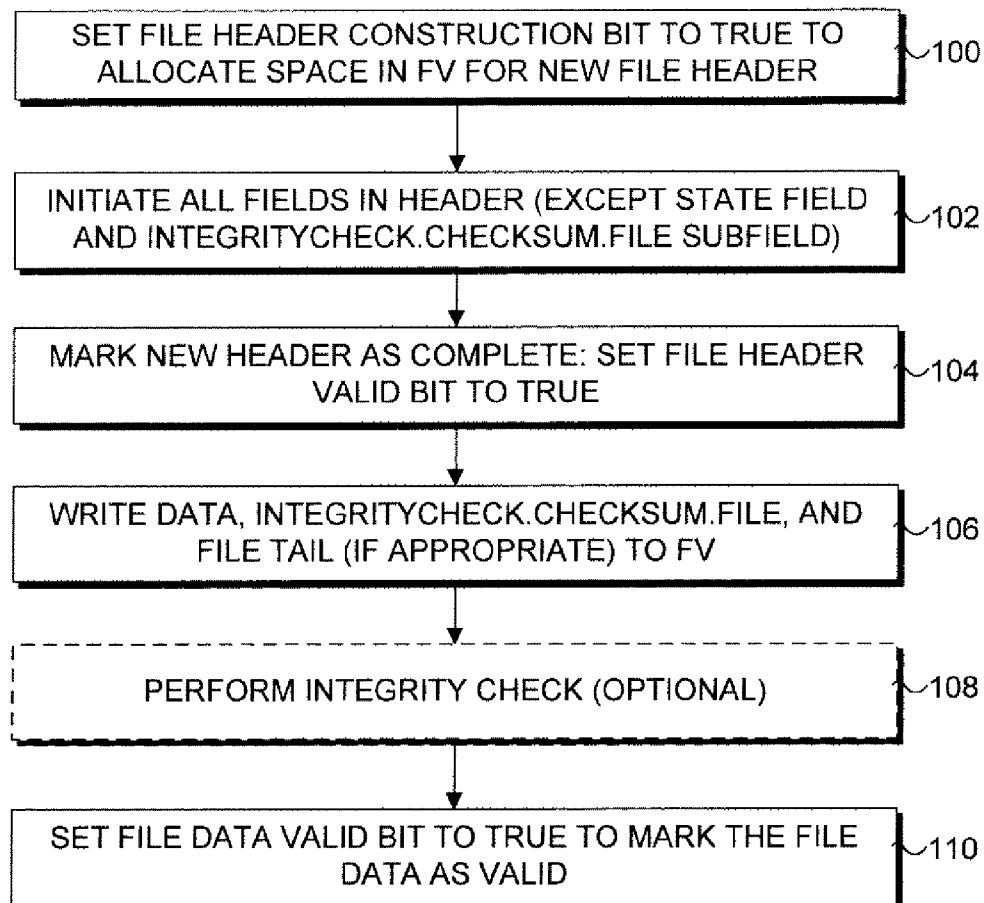 SET FILE HEADER CONSTRUCTION BIT TO TRUE TO
ALLOCATE SPACE IN FV FOR NEW FILE HEADER
100
INITIATE ALL FIELDS IN HEADER (EXCEPT STATE FIELD
AND INTEGRITYCHECK.CHECKSUM.FILE SUBFIELD)
102
MARK NEW HEADER AS COMPLETE: SET FILE HEADER
VALID BIT TO TRUE
104
WRITE DATA, INTEGRITYCHECK.CHECKSUM.FILE, AND
FILE TAIL (IF APPROPRIATE) TO FV
106
PERFORM INTEGRITY CHECK (OPTIONAL)
108
SET FILE DATA VALID BIT TO TRUE TO MARK THE FILE
DATA AS VALID
110